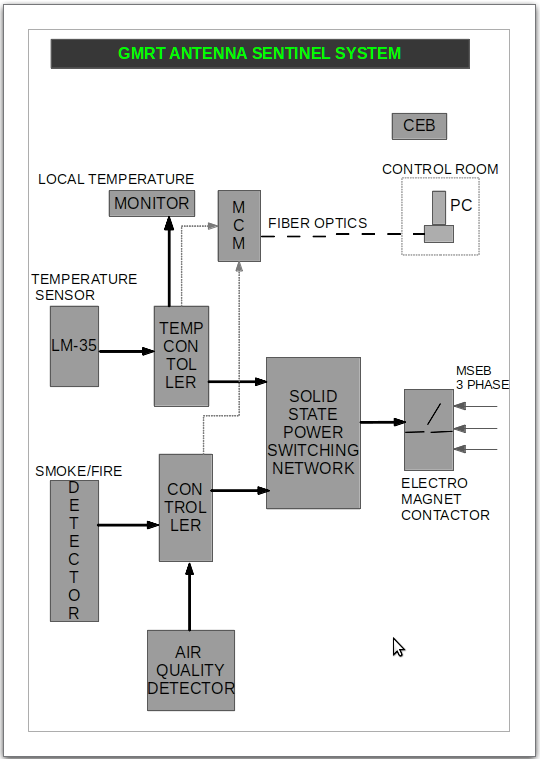 GMRT ANTENNA SENTINEL SYSTEM
CEB
CONTROL ROOM
LOCAL TEMPERATURE
MONITOR
M
C
M
PC
FIBER OPTICS
TEMPERATURE
SENSOR
LM-35
TEMP
CON
TOL
LER
SOLID
STATE
POWER
SWITCHING
NETWORK
MSEB
3 PHASE
ELECTRO
MAGNET
CONTACTOR
SMOKE/FIRE
D
E
T
E
C
T
O
R
CON
TROL
LER
AIR
QUALITY
DETECTOR